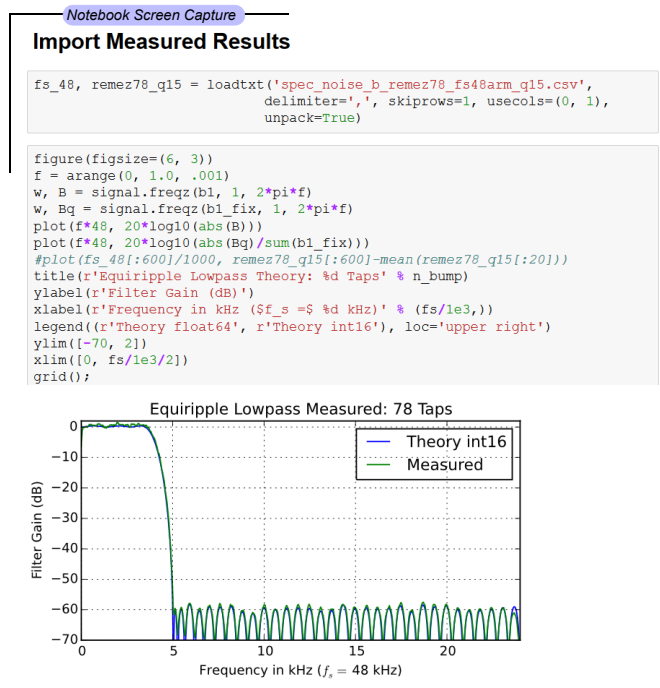 Notebook Screen Capture
Import Measured Results
fs_48, remez78_q15 = loadtxt('spec_noise_b_remez78_fs48arm_q15.csv',
delimiter=',', skiprows=1, usecols=(0, 1),
unpack=True)
figure(figsize=(6, 3))
f = arange(0, 1.0, .001)
w, B = signal.freqz(b1, 1, 2*pi*f)
w, Bq = signal.freqz(b1_fix, 1, 2*pi*f)
plot(f*48, 20*log10(abs(B)))
plot(f*48, 20*log10(abs(Bq)/sum(b1_fix)))
#plot(fs_48[:600]/1000, remez78_q15[:600]-mean(remez78_q15[:20]))
title(r'Equiripple Lowpass Theory: %d Taps' % n_bump)
ylabel(r'Filter Gain (dB)')
xlabel(r'Frequency in kHz ($f_s =$ %d kHz)' % (fs/1e3,))
legend((r'Theory float64', r'Theory int16'), loc='upper right')
ylim([-70, 2])
xlim([0, fs/1e3/2])
grid();
Equiripple Lowpass Measured: 78 Taps
Theory int16
Measured
Filter Gain (dB)
0
−10
−20
−30
−40
−50
−60
−70
0 5 10 15 20
Frequency in kHz (f_s = 48 kHz)